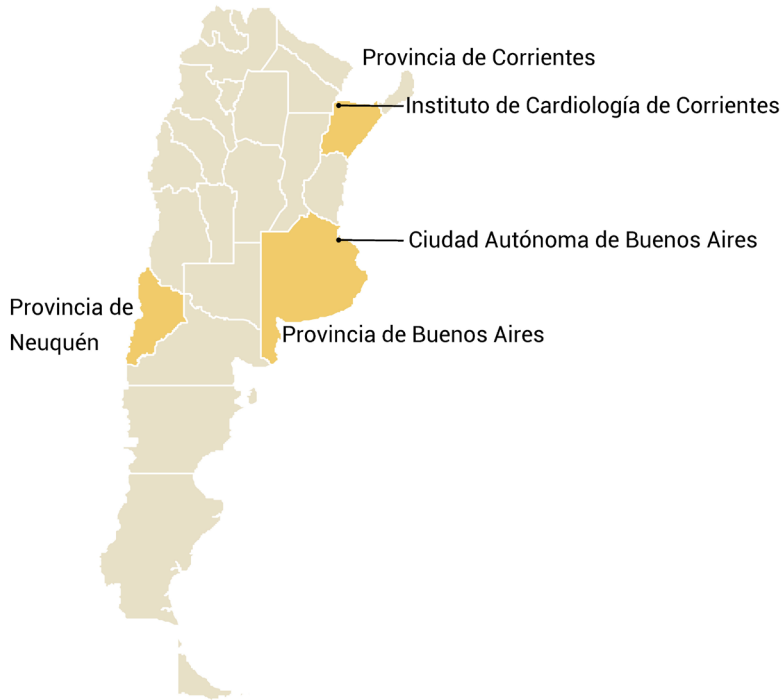 Provincia de Corrientes
Instituto de Cardiología de Corrientes
Ciudad Autónoma de Buenos Aires
Provincia de
Neuquén
Provincia de Buenos Aires